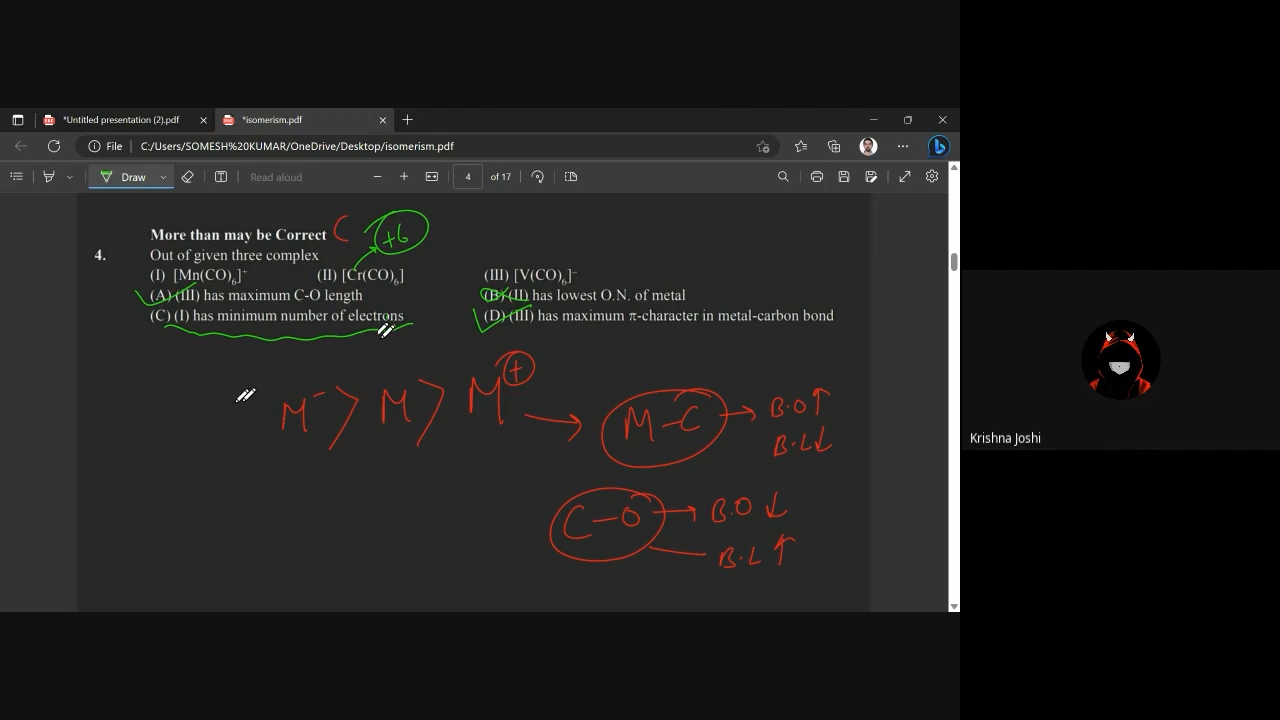 *Untitled presentation (2).pdf
*isomerism.pdf
File C:/Users/SOMESH%20KUMAR/OneDrive/Desktop/isomerism.pdf
Draw Read aloud 4 of 17
More than may be Correct C +6
4. Out of given three complex
(I) [Mn(CO)6]+ (II) [Cr(CO)6] (III) [V(CO)6]–
(A) (III) has maximum C-O length (B) (II) has lowest O.N. of metal
(C) (I) has minimum number of electrons (D) (III) has maximum π-character in metal-carbon bond
M- > M > M+ → M-C → B.O ↑
B.L ↓
C-O → B.O ↓
B.L ↑
Krishna Joshi